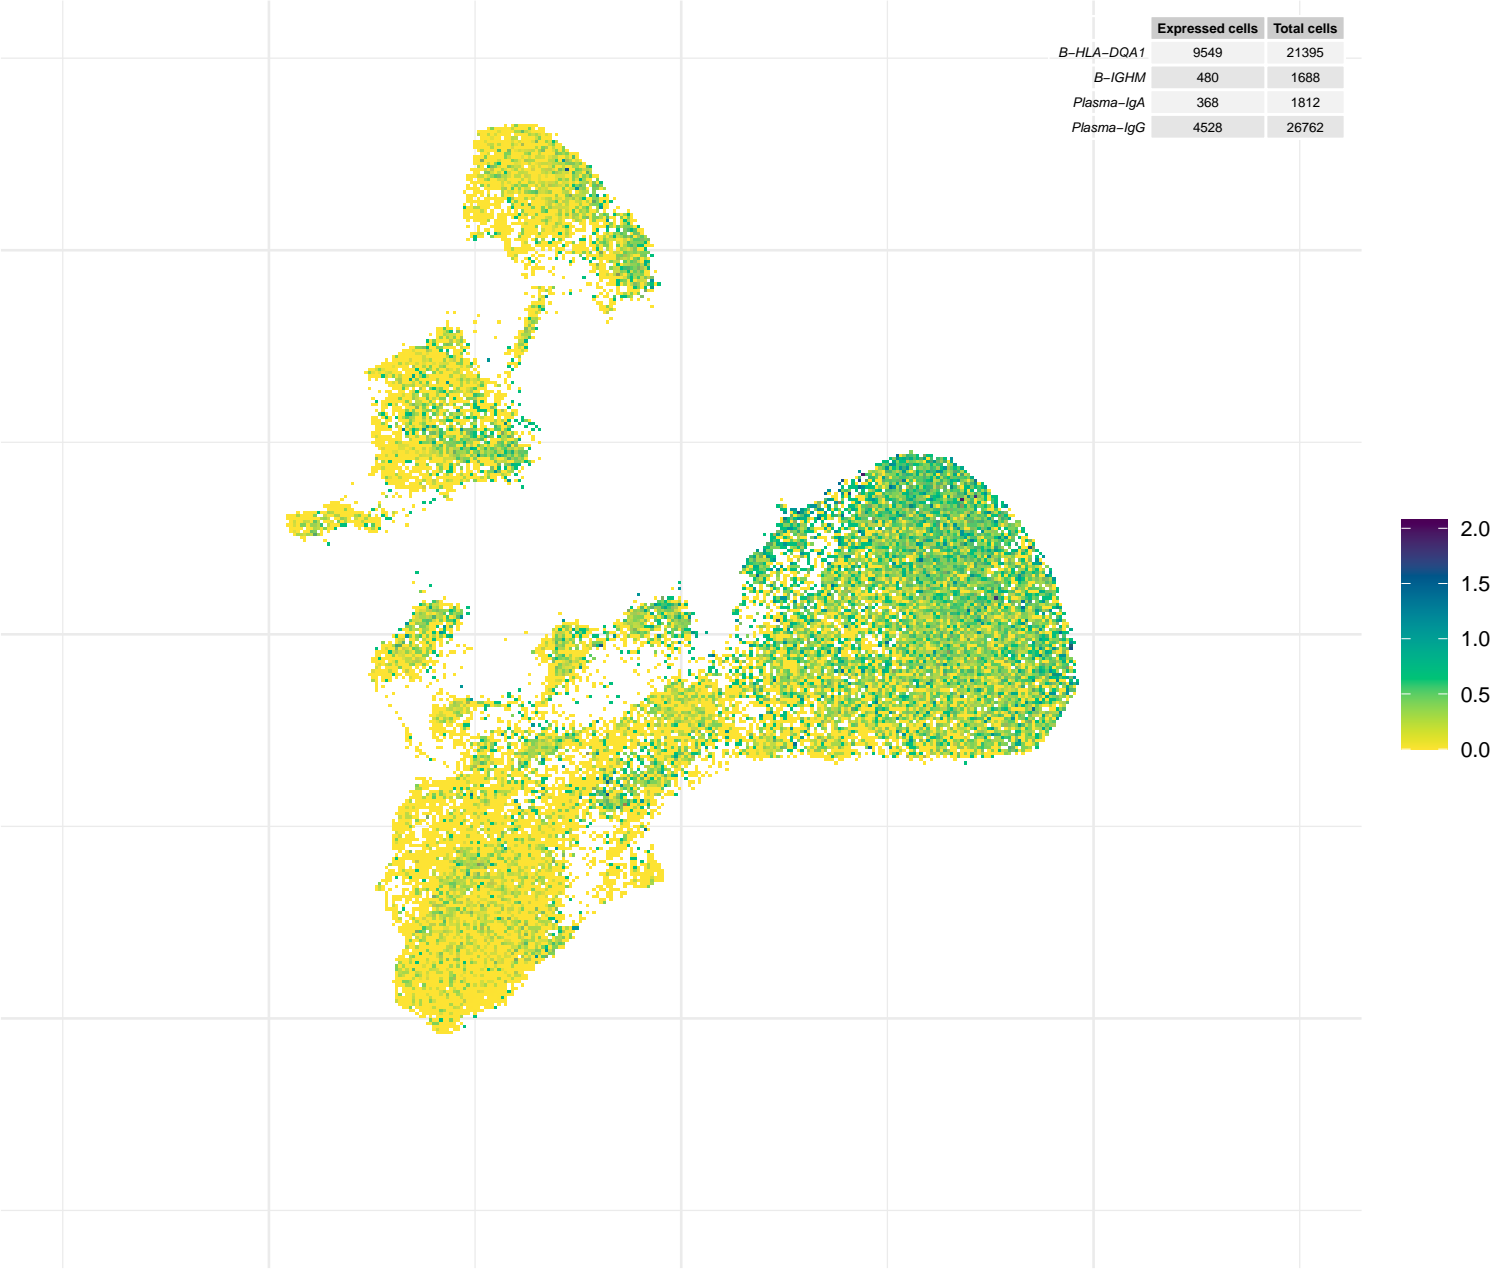 Expressed cells Total cells
B−HLA−DQA1 9549 21395
B−IGHM 480 1688
Plasma−IgA 368 1812
Plasma−IgG 4528 26762
2.0
1.5
1.0
0.5
0.0